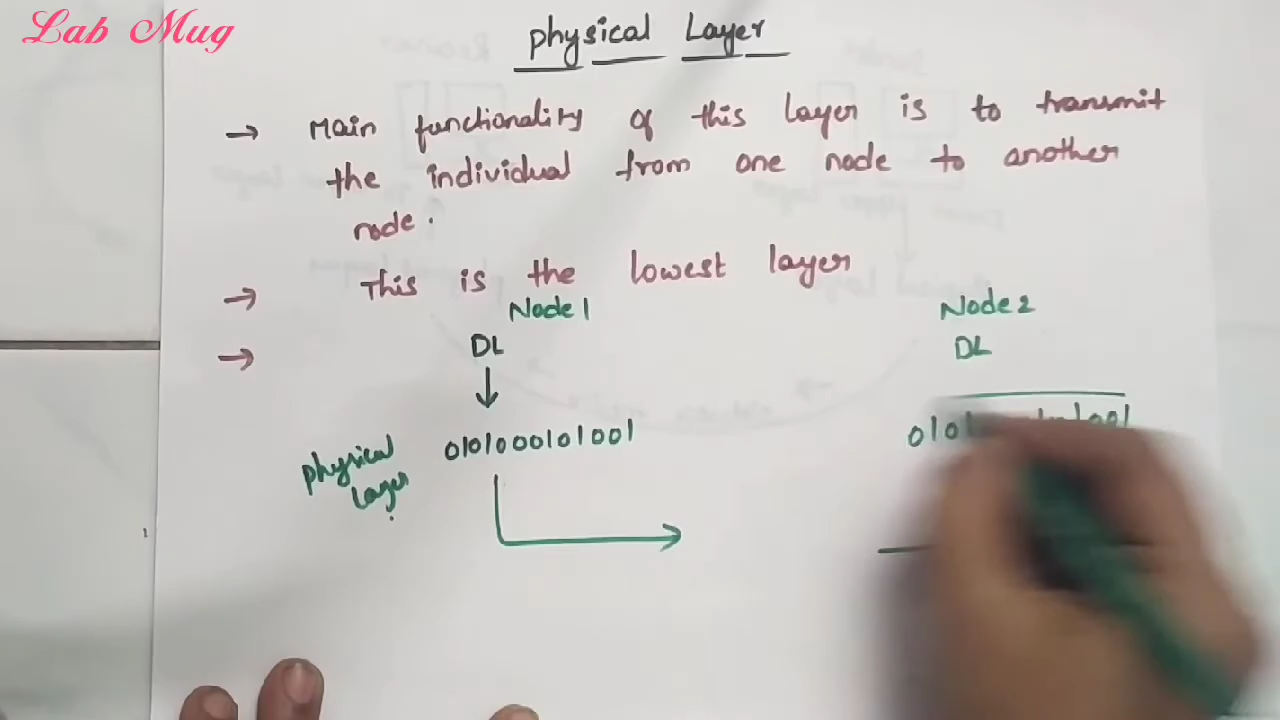 Lab Mug
physical Layer
→ Main functionality of this layer is to transmit
the individual from one node to another
node.
→ This is the lowest layer
Node 1
Node 2
→ DL
DL
physical
layer
010100010100 1
0101